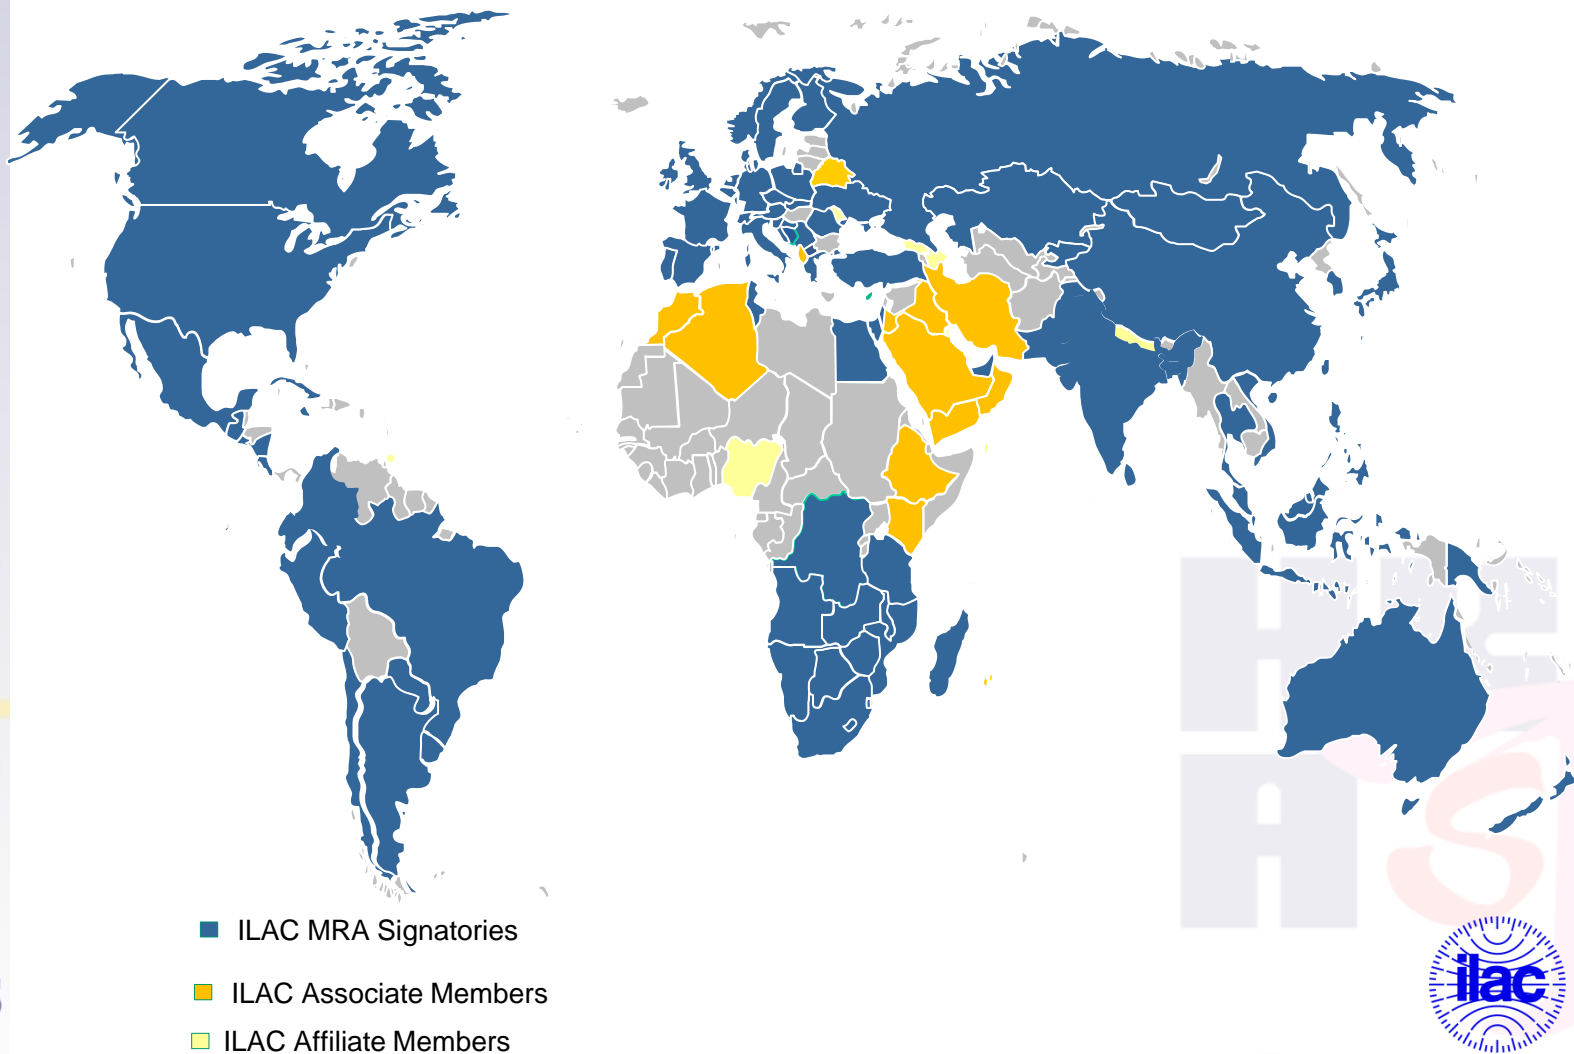 ILAC MRA Signatories
ILAC Associate Members
ILAC Affiliate Members
ilac